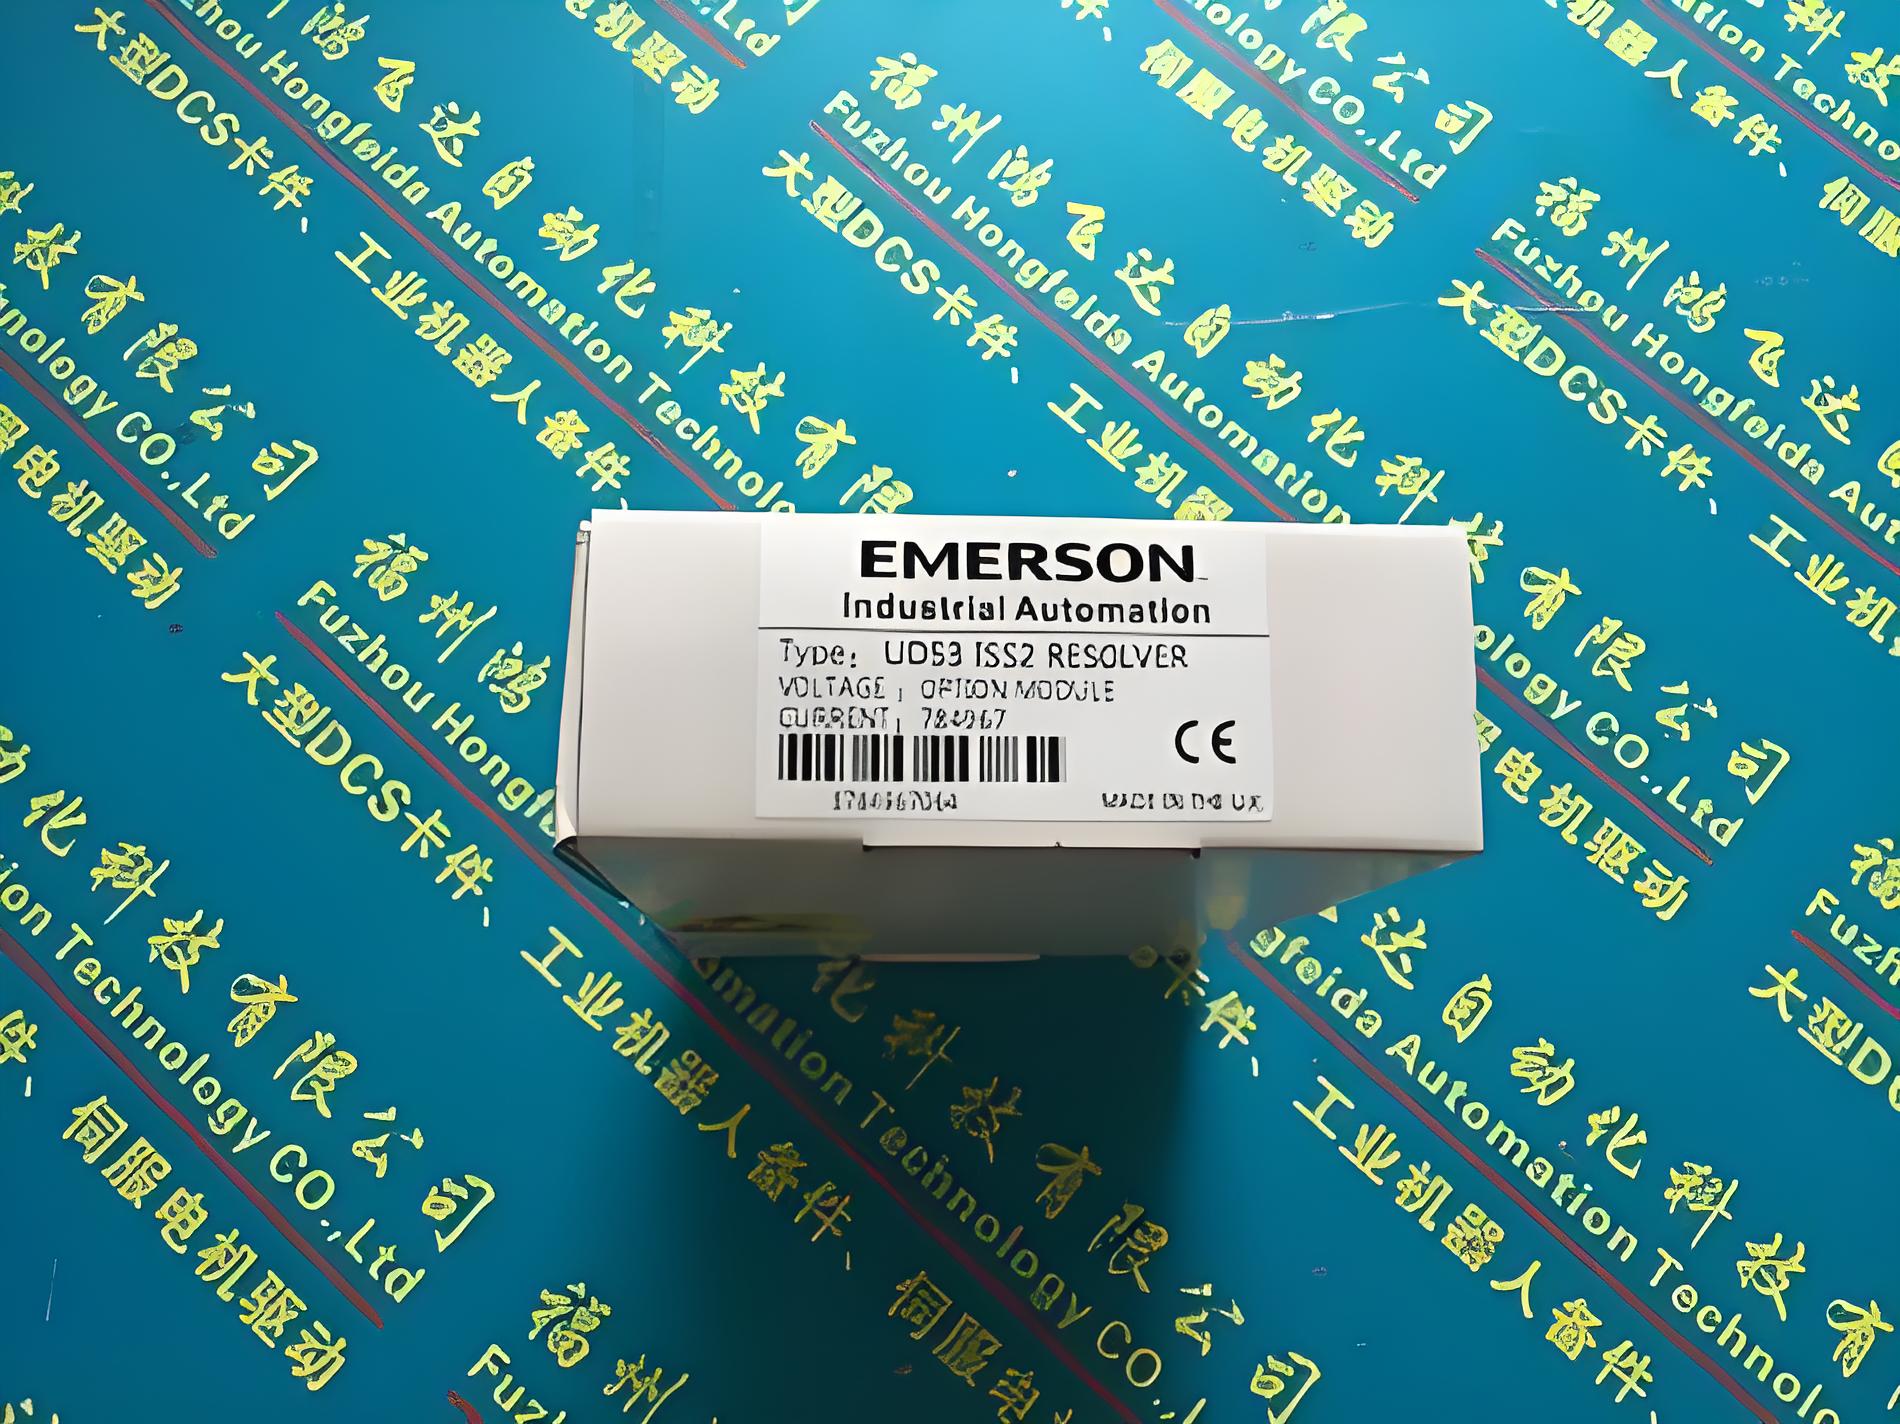 EMERSON
Industrial Automation
Type: UD53 ISS2 RESOLVER
VOLTAGE : OPTION MODULE
CURRENT:
CE
福州鸿飞达自动化科技有限公司
Fuzhou Hongfeida Automation Technology CO.,Ltd
大型DCS卡件、工业机器人备件、伺服电机驱动